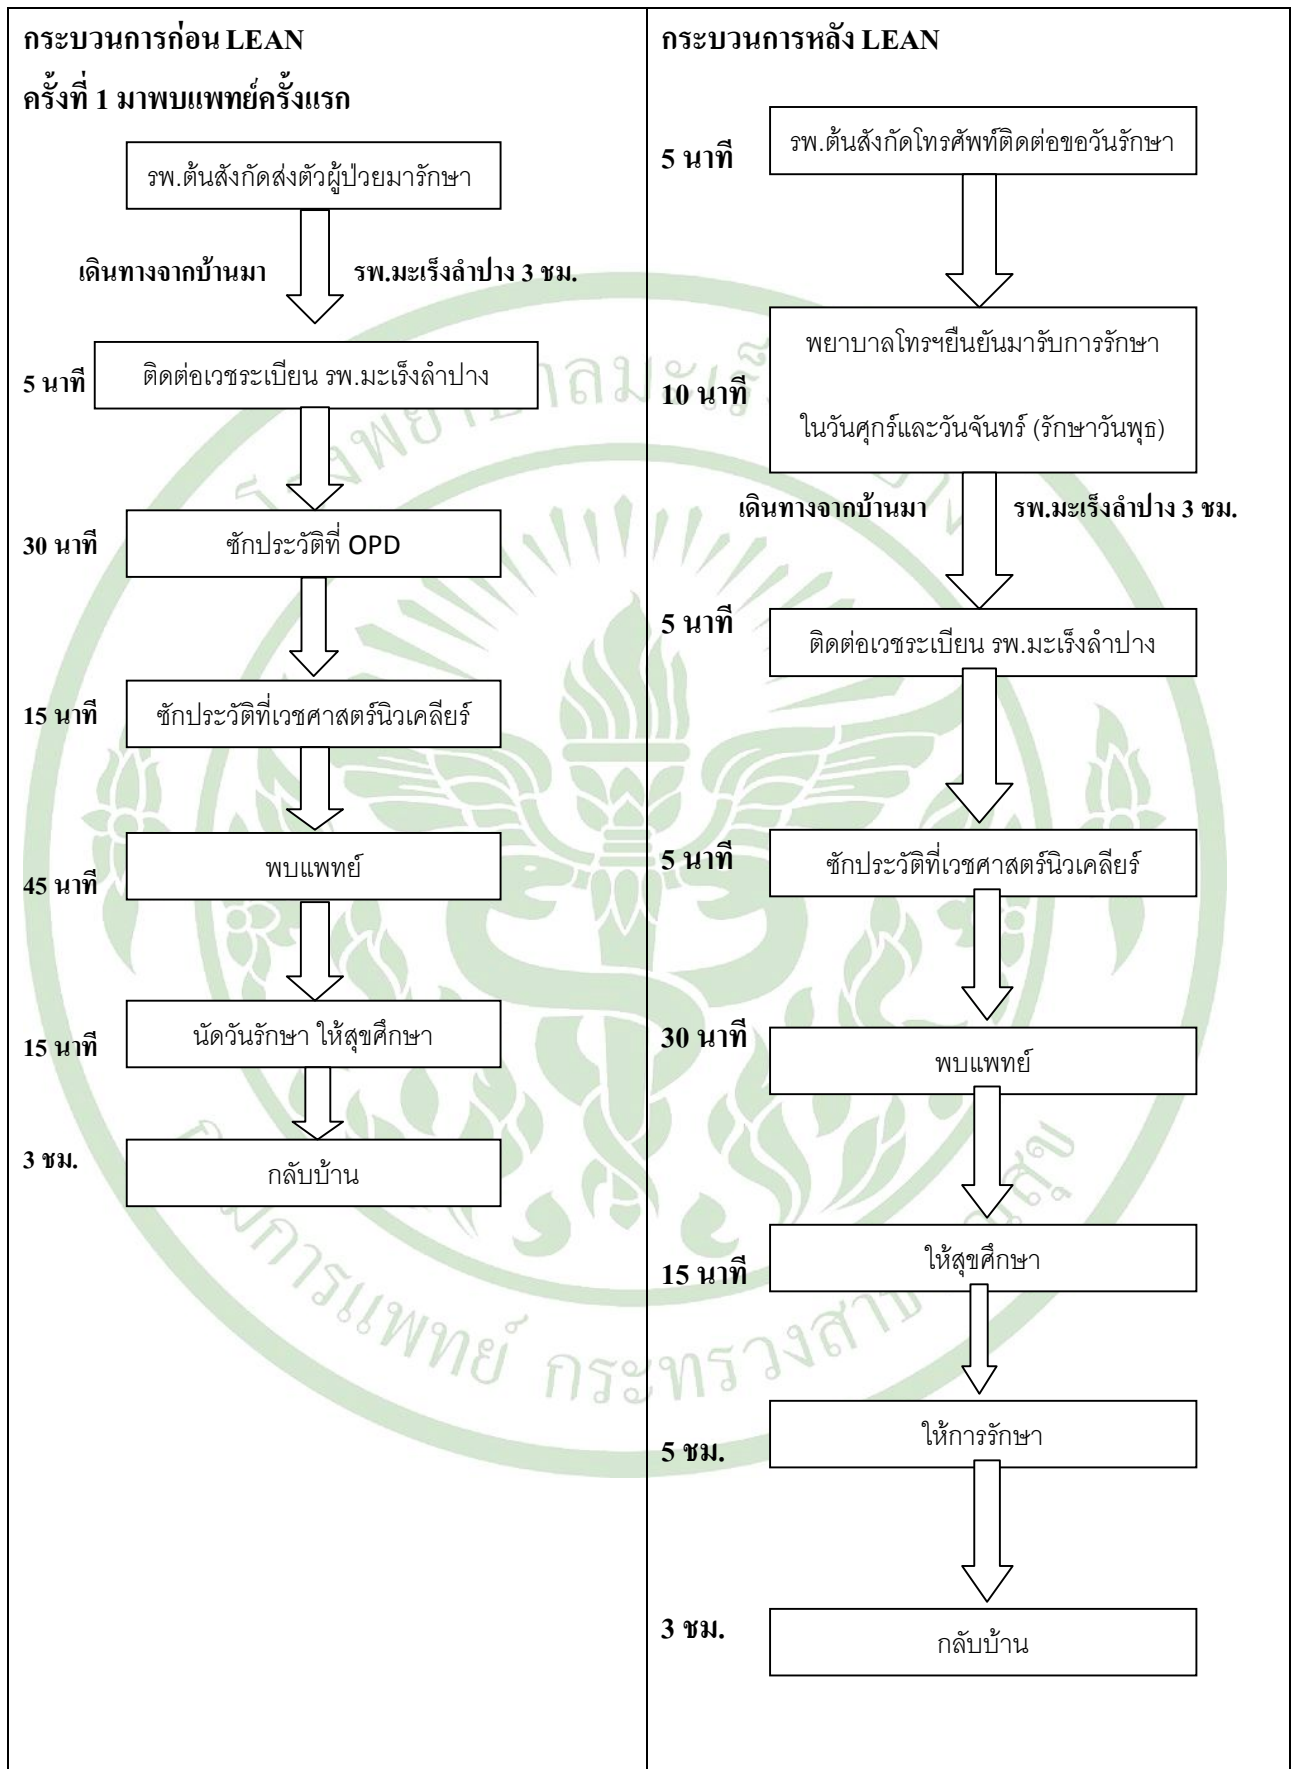 กระบวนการก่อน LEAN
ครั้งที่ 1 มาพบแพทย์ครั้งแรก
รพ.ต้นสังกัดส่งตัวผู้ป่วยมารักษา
เดินทางจากบ้านมา รพ.มะเร็งลำปาง 3 ชม.
5 นาที
ติดต่อเวชระเบียน รพ.มะเร็งลำปาง
30 นาที
ซักประวัติที่ OPD
15 นาที
ซักประวัติที่เวชศาสตร์นิวเคลียร์
45 นาที
พบแพทย์
15 นาที
นัดวันรักษา ให้สุขศึกษา
3 ชม.
กลับบ้าน
กระบวนการหลัง LEAN
5 นาที
รพ.ต้นสังกัดโทรศัพท์ติดต่อขอวันรักษา
10 นาที
พยาบาลโทรฯยืนยันมารับการรักษา
ในวันศุกร์และวันจันทร์ (รักษาวันพุธ)
เดินทางจากบ้านมา รพ.มะเร็งลำปาง 3 ชม.
5 นาที
ติดต่อเวชระเบียน รพ.มะเร็งลำปาง
5 นาที
ซักประวัติที่เวชศาสตร์นิวเคลียร์
30 นาที
พบแพทย์
15 นาที
ให้สุขศึกษา
5 ชม.
ให้การรักษา
3 ชม.
กลับบ้าน